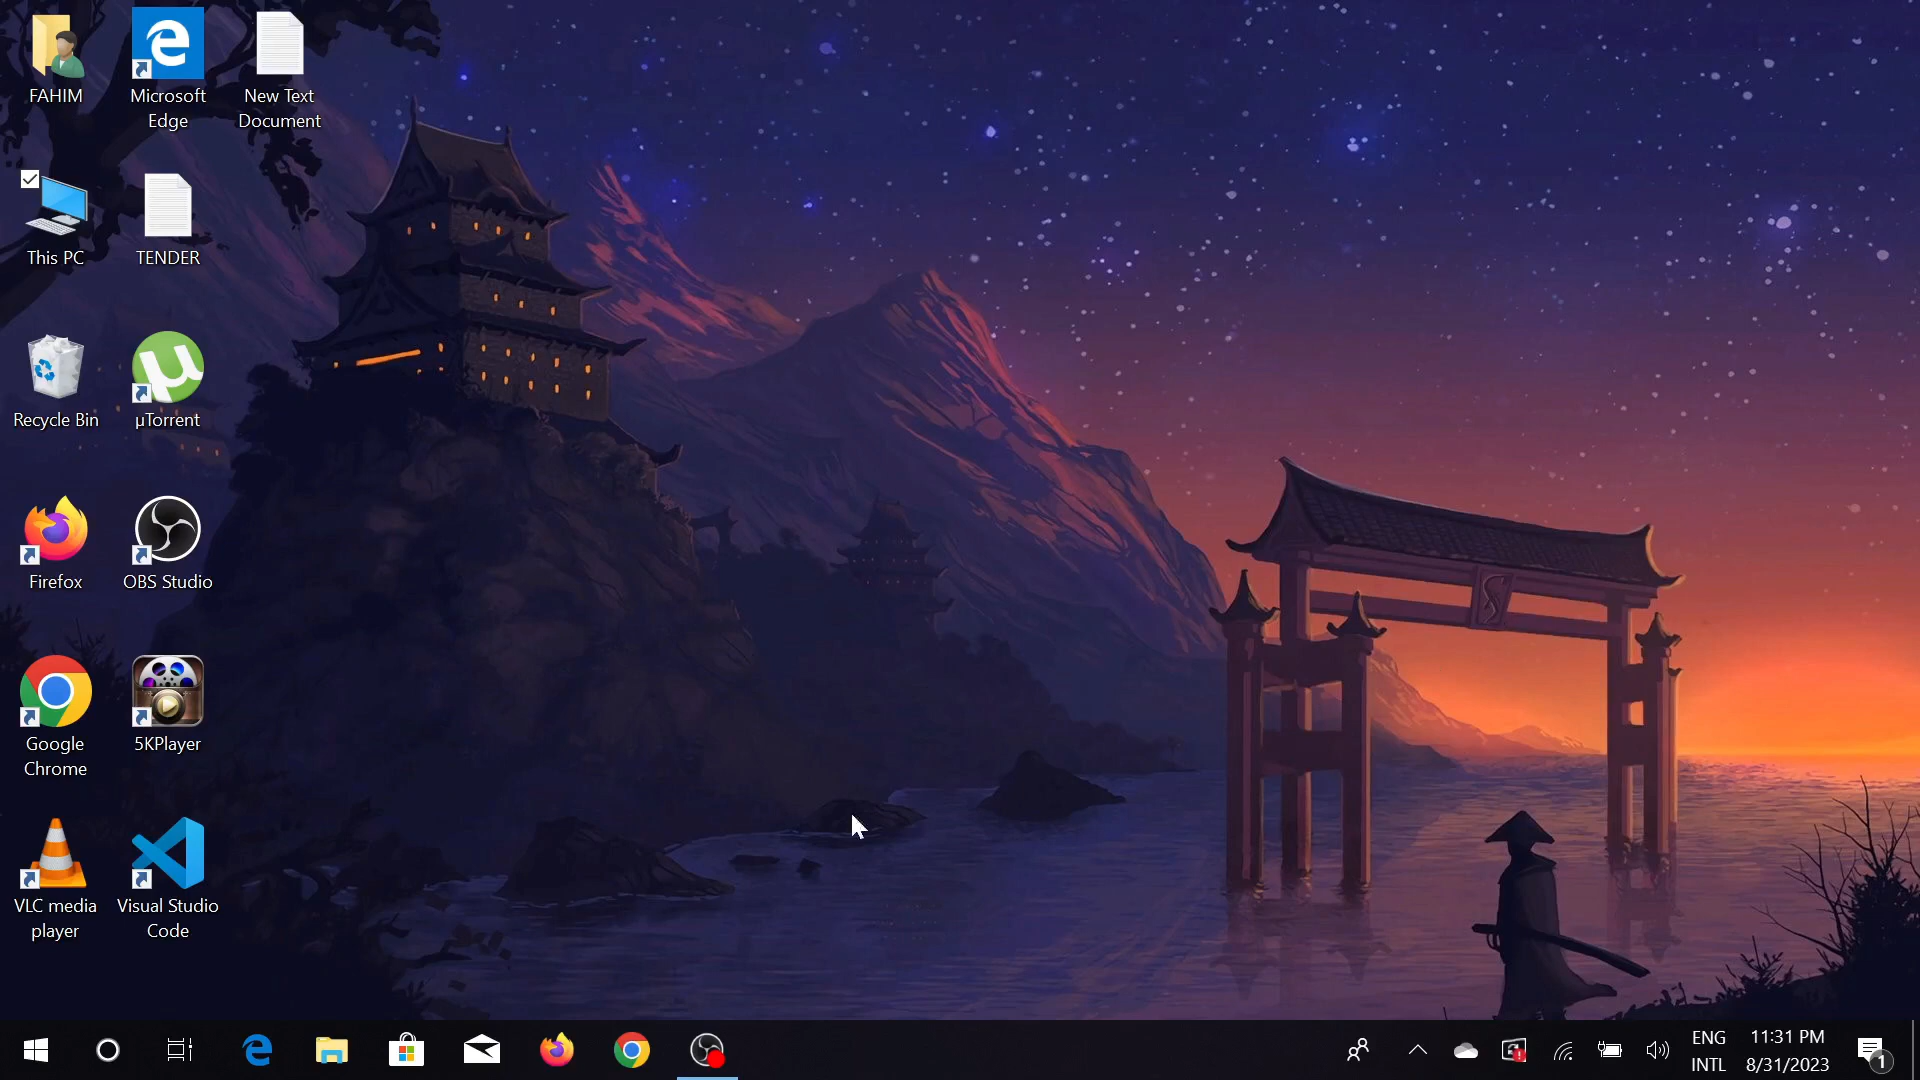 FAHIM
Microsoft
Edge
New Text
Document
This PC
TENDER
Recycle Bin
µTorrent
Firefox
OBS Studio
Google
Chrome
5KPlayer
VLC media
player
Visual Studio
Code
ENG
INTL
11:31 PM
8/31/2023
1